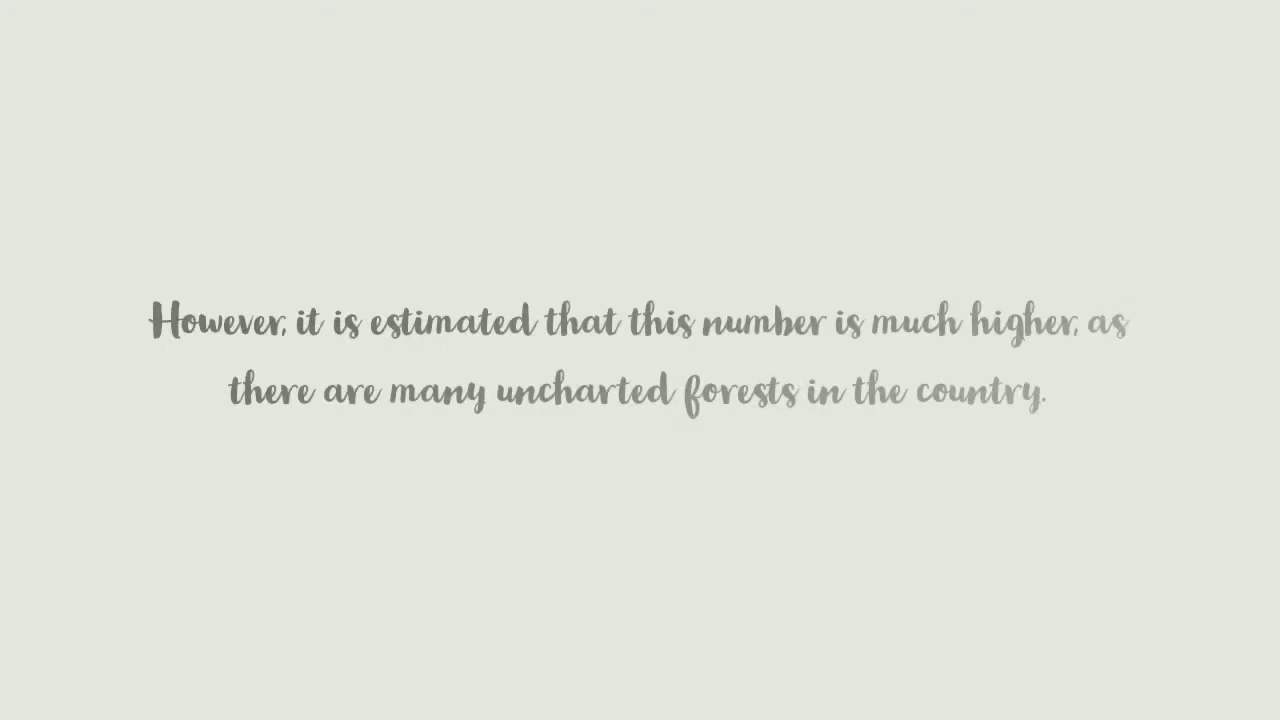 However, it is estimated that this number is much higher, as
there are many uncharted forests in the country.